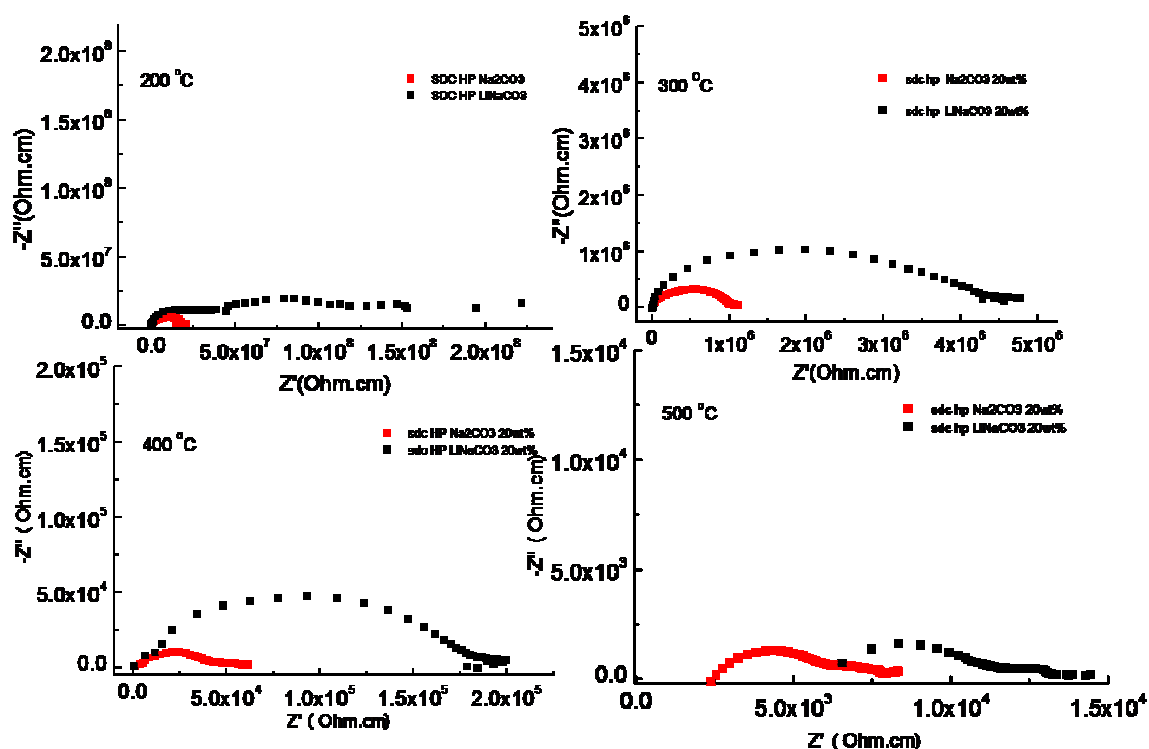 200 °C
SDC HP Na2CO3
SDC HP LiNaCO3
2.0x10⁸
1.5x10⁸
1.0x10⁸
5.0x10⁷
0.0
-Z''(Ohm.cm)
0.0 5.0x10⁷ 1.0x10⁸ 1.5x10⁸ 2.0x10⁸
Z'(Ohm.cm)
300 °C
sdc hp Na2CO3 20wt%
sdc hp LiNaCO3 20wt%
5x10⁶
4x10⁶
3x10⁶
2x10⁶
1x10⁶
0
-Z''(Ohm.cm)
0 1x10⁶ 2x10⁶ 3x10⁶ 4x10⁶ 5x10⁶
Z'(Ohm.cm)
400 °C
sdc HP Na2CO3 20wt%
sdc HP LiNaCO3 20wt%
2.0x10⁵
1.5x10⁵
1.0x10⁵
5.0x10⁴
0.0
-Z'' ( Ohm.cm)
0.0 5.0x10⁴ 1.0x10⁵ 1.5x10⁵ 2.0x10⁵
Z' ( Ohm.cm)
500 °C
sdc hp Na2CO3 20wt%
sdc hp LiNaCO3 20wt%
1.5x10⁴
1.0x10⁴
5.0x10³
0.0
-Z'' ( Ohm.cm)
5.0x10³ 1.0x10⁴ 1.5x10⁴
Z' ( Ohm.cm)